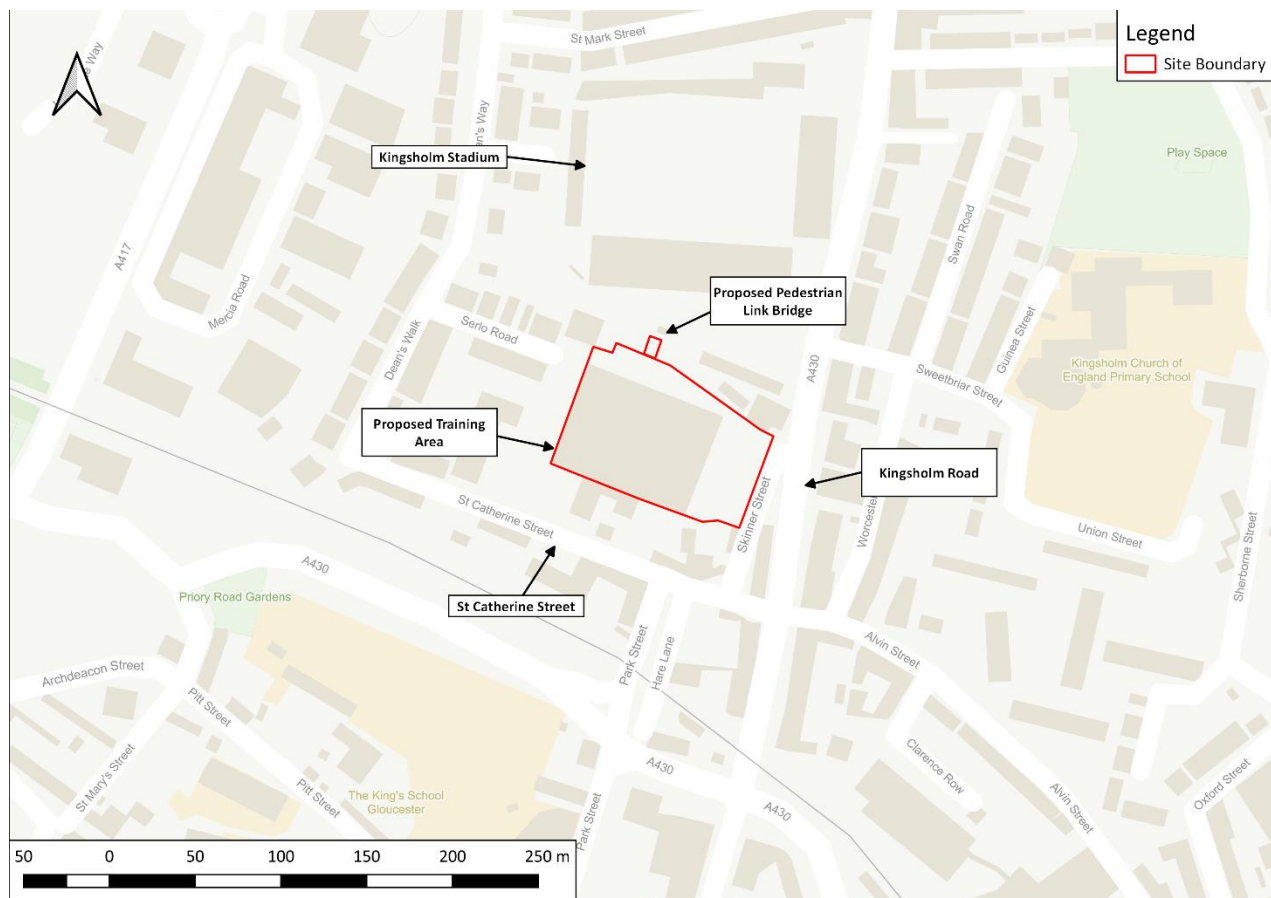 Legend
Site Boundary
St Mark Street
Dean's Way
Kingsholm Stadium
Play Space
A417
Swan Road
Mercia Road
Proposed Pedestrian
Link Bridge
Guinea Street
Serlo Road
Dean's Walk
A430
Sweetbriar Street
Kingsholm Church of
England Primary School
Proposed Training
Area
Kingsholm Road
St Catherine Street
Skinner Street
Worcester
Union Street
Sherborne Street
A430
Priory Road Gardens
St Catherine Street
Park Street
Hare Lane
Alvin Street
Archdeacon Street
Pitt Street
Clarence Row
St Mary's Street
Pitt Street
The King's School
Gloucester
A430
A430
Park Street
Alvin Street
Oxford Street
50 0 50 100 150 200 250 m